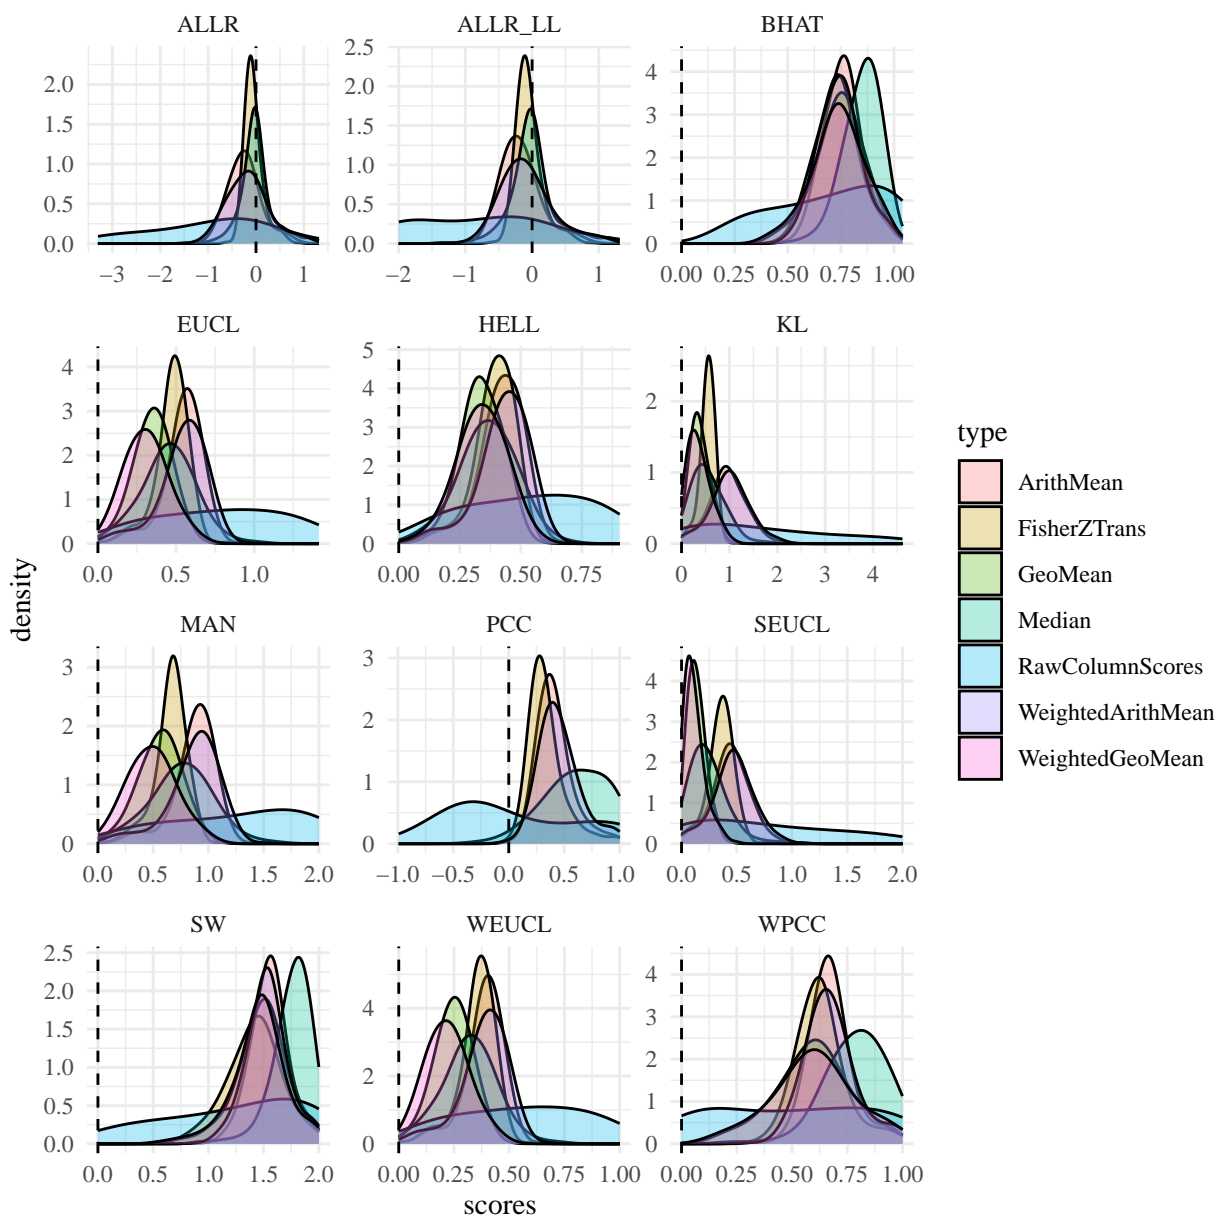 ALLR
ALLR_LL
BHAT
2.0
1.5
1.0
0.5
0.0
−3 −2 −1 0 1
2.5
2.0
1.5
1.0
0.5
0.0
−2 −1 0 1
4
3
2
1
0
0.00 0.25 0.50 0.75 1.00
EUCL
HELL
KL
4
3
2
1
0
0.0 0.5 1.0
5
4
3
2
1
0
0.00 0.25 0.50 0.75
2
1
0
0 1 2 3 4
MAN
PCC
SEUCL
3
2
1
0
0.0 0.5 1.0 1.5 2.0
3
2
1
0
−1.0 −0.5 0.0 0.5 1.0
4
3
2
1
0
0.0 0.5 1.0 1.5 2.0
SW
WEUCL
WPCC
2.5
2.0
1.5
1.0
0.5
0.0
0.0 0.5 1.0 1.5 2.0
4
2
0
0.00 0.25 0.50 0.75 1.00
4
3
2
1
0
0.00 0.25 0.50 0.75 1.00
density
scores
type
ArithMean
FisherZTrans
GeoMean
Median
RawColumnScores
WeightedArithMean
WeightedGeoMean